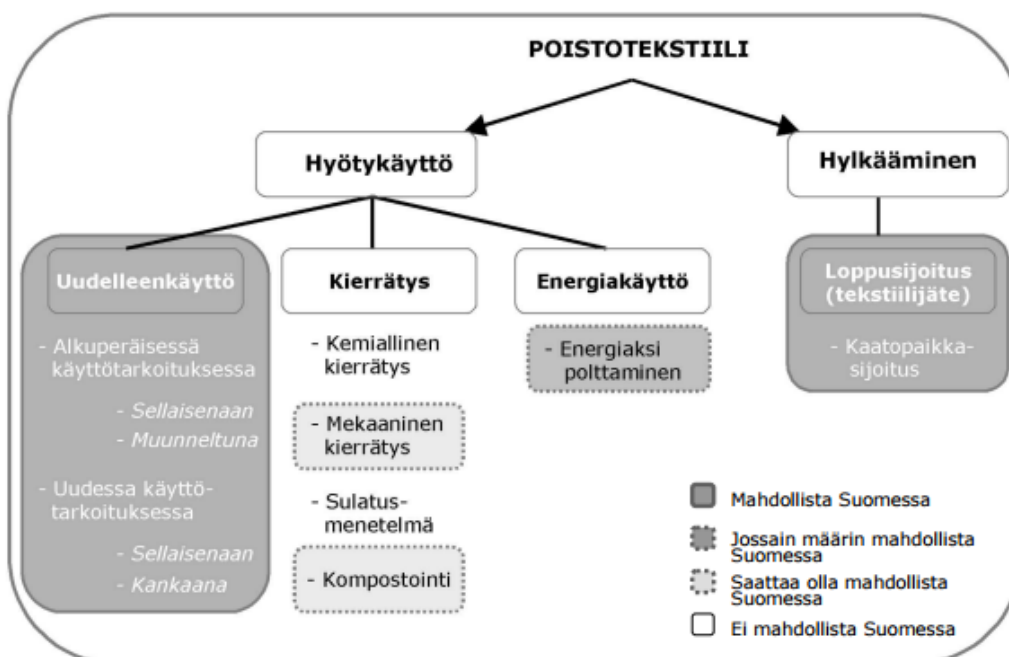 POISTOTEKSTIILI
Hyötykäyttö
Hylkääminen
Uudelleenkäyttö
- Alkuperäisessä
käyttötarkoituksessa
- Sellaisenaan
- Muunneltuna
- Uudessa käyttö-
tarkoituksessa
- Sellaisenaan
- Kankaana
Kierrätys
- Kemiallinen
kierrätys
- Mekaaninen
kierrätys
- Sulatus-
menetelmä
- Kompostointi
Energiakäyttö
- Energiaksi
polttaminen
Loppusijoitus
(tekstiilijäte)
- Kaatopaikka-
sijoitus
Mahdollista Suomessa
Jossain määrin mahdollista
Suomessa
Saattaa olla mahdollista
Suomessa
Ei mahdollista Suomessa